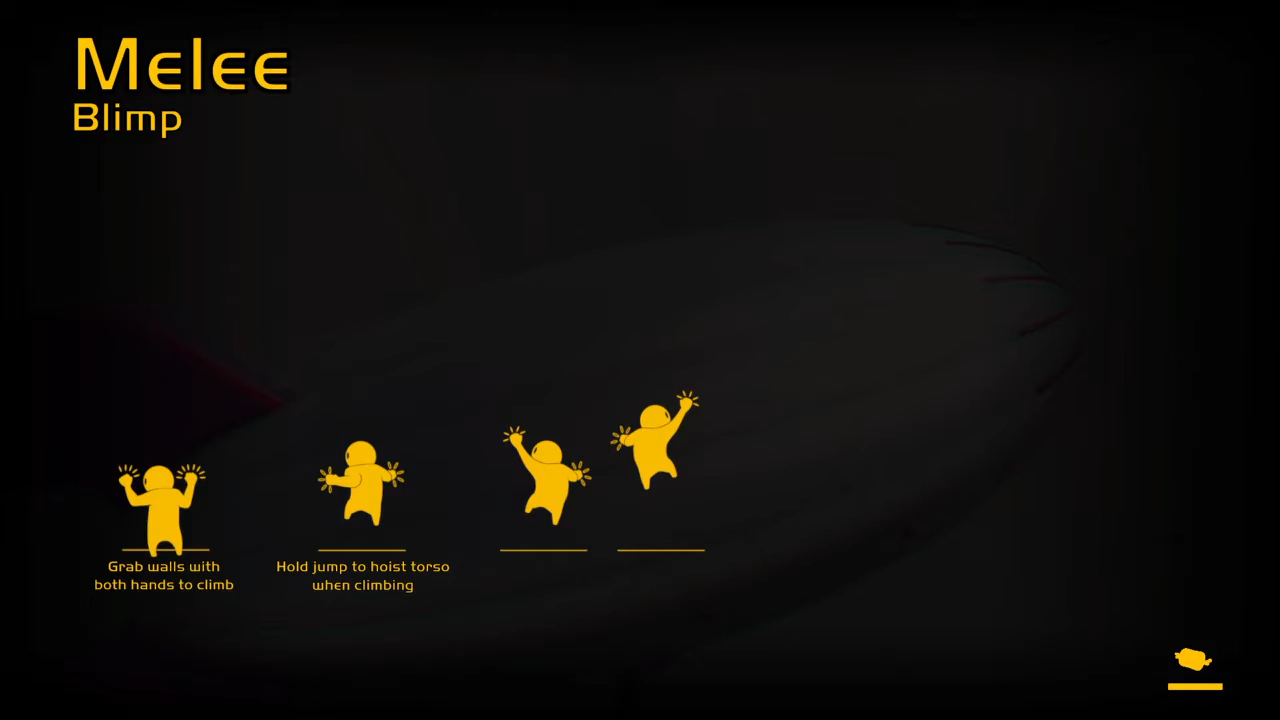 Melee
Blimp
Grab walls with
both hands to climb
Hold jump to hoist torso
when climbing